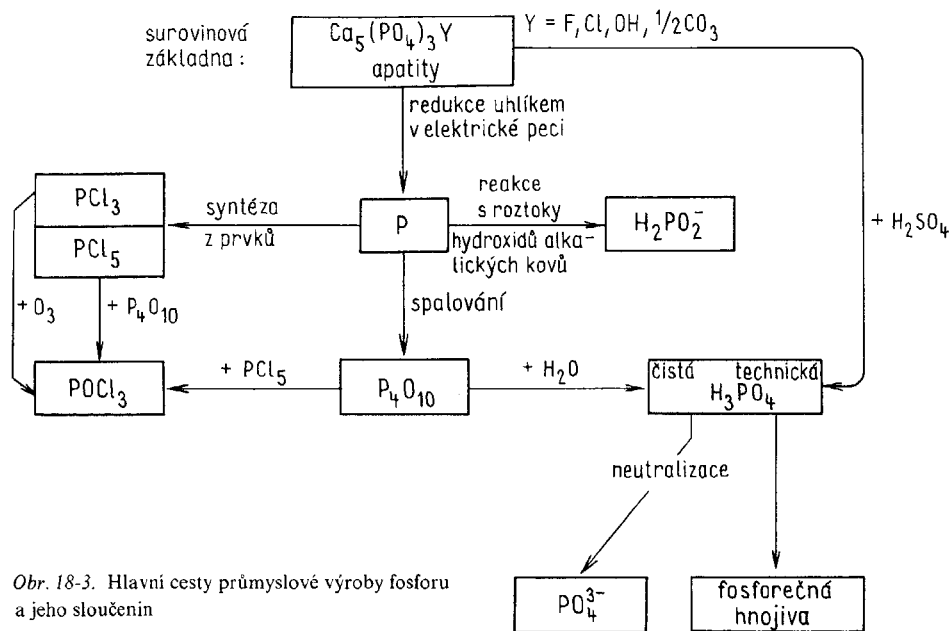 surovinová
základna :
Ca₅(PO₄)₃Y
apatity
Y = F, Cl, OH, ¹/₂CO₃
redukce uhlíkem
v elektrické peci
+ H₂SO₄
PCl₃
PCl₅
syntéza
z prvků
P
reakce
s roztoky
hydroxidů alka-
lických kovů
H₂PO₂⁻
+ O₃
+ P₄O₁₀
spalování
POCl₃
+ PCl₅
P₄O₁₀
+ H₂O
čistá technická
H₃PO₄
neutralizace
PO₄³⁻
fosforečná
hnojiva
Obr. 18-3. Hlavní cesty průmyslové výroby fosforu
a jeho sloučenin